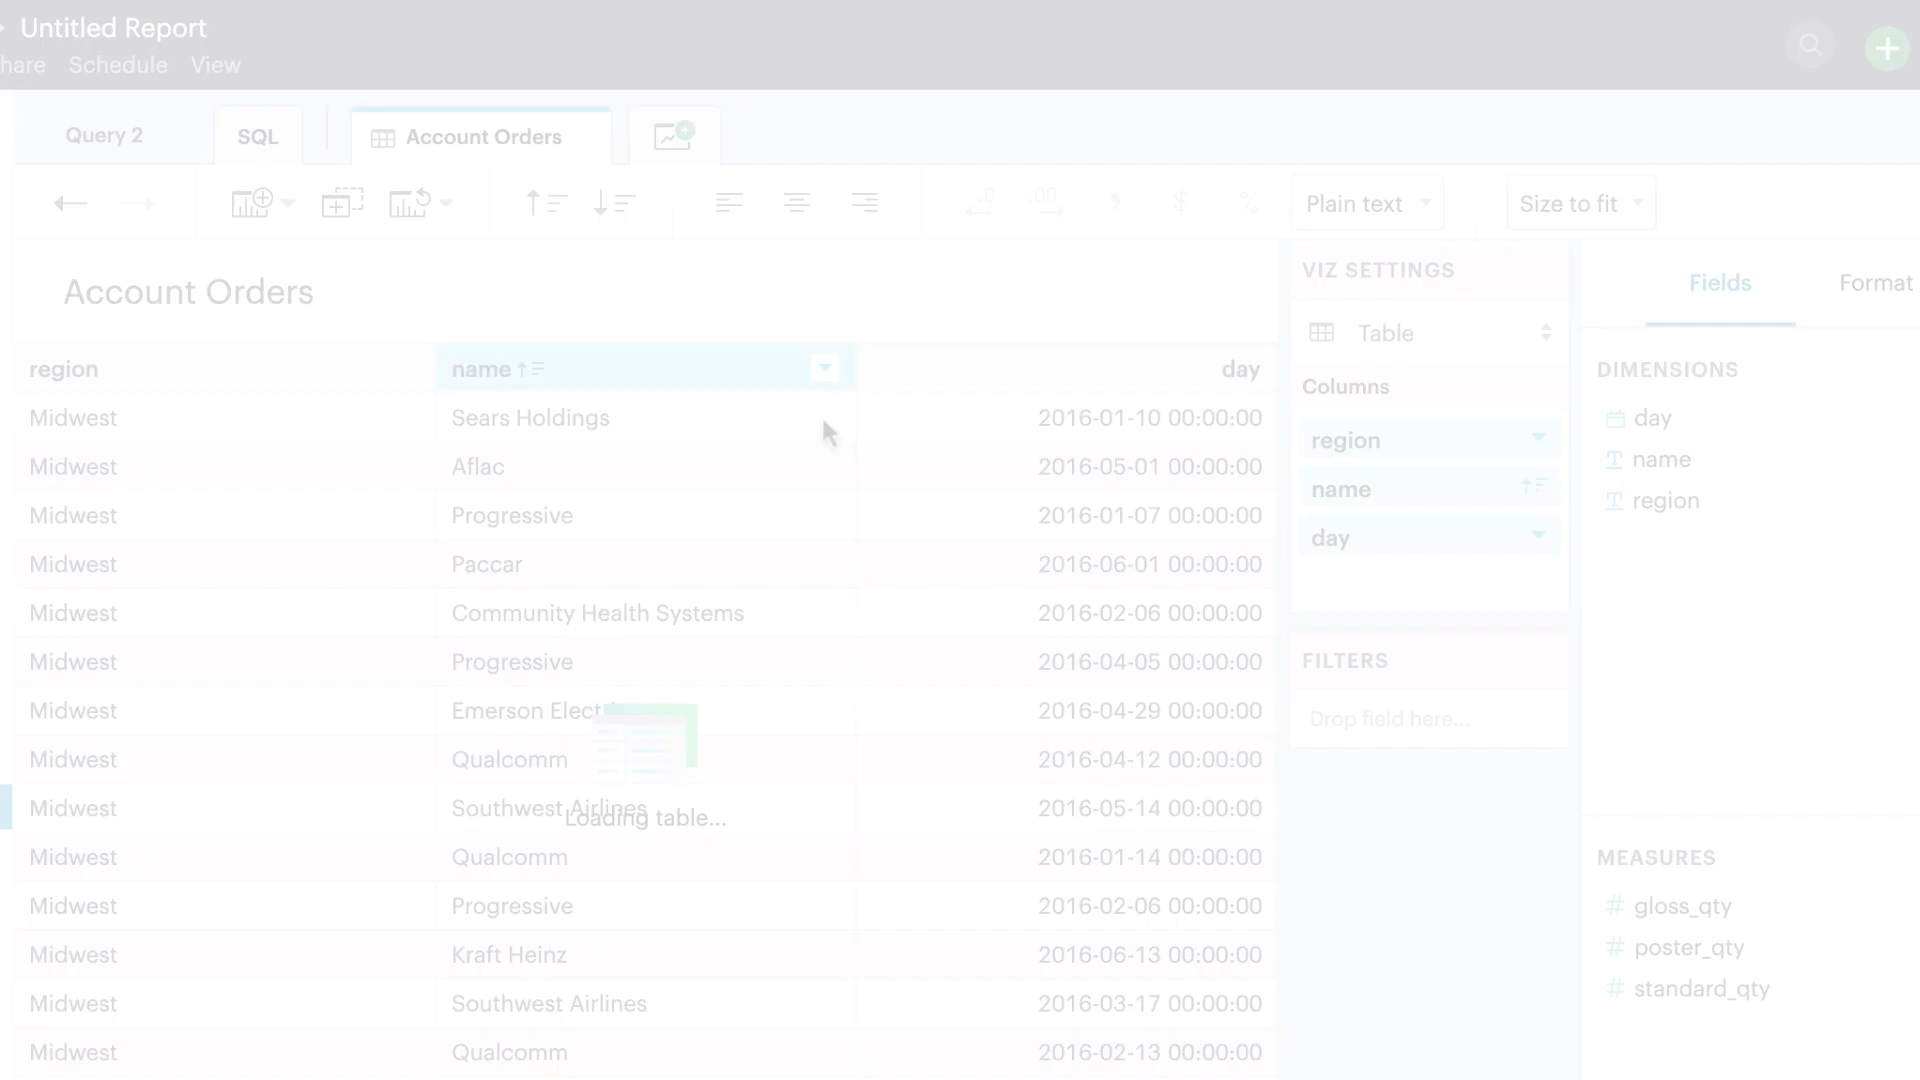 Untitled Report
hare Schedule View
Query 2 SQL Account Orders
.0 .00 , $ % Plain text Size to fit
Account Orders
region name day
Midwest Sears Holdings 2016-01-10 00:00:00
Midwest Aflac 2016-05-01 00:00:00
Midwest Progressive 2016-01-07 00:00:00
Midwest Paccar 2016-06-01 00:00:00
Midwest Community Health Systems 2016-02-06 00:00:00
Midwest Progressive 2016-04-05 00:00:00
Midwest Emerson Elect 2016-04-29 00:00:00
Midwest Qualcomm 2016-04-12 00:00:00
Midwest Southwest Airlines 2016-05-14 00:00:00
Loading table...
Midwest Qualcomm 2016-01-14 00:00:00
Midwest Progressive 2016-02-06 00:00:00
Midwest Kraft Heinz 2016-06-13 00:00:00
Midwest Southwest Airlines 2016-03-17 00:00:00
Midwest Qualcomm 2016-02-13 00:00:00
VIZ SETTINGS
Table
Columns
region
name
day
FILTERS
Drop field here...
Fields Format
DIMENSIONS
day
name
region
MEASURES
# gloss_qty
# poster_qty
# standard_qty